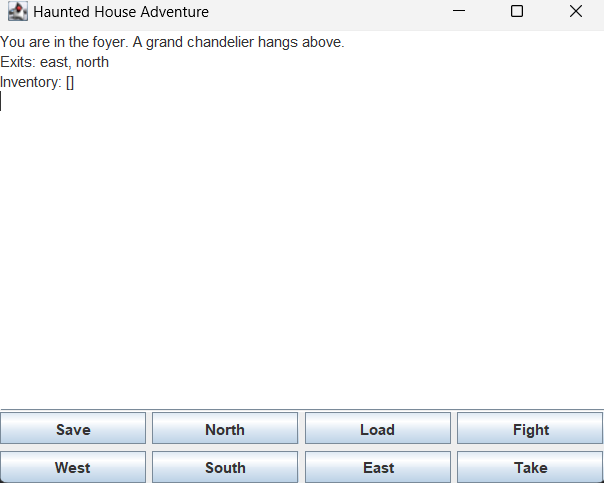 Haunted House Adventure
You are in the foyer. A grand chandelier hangs above.
Exits: east, north
Inventory: []
Save North Load Fight
West South East Take